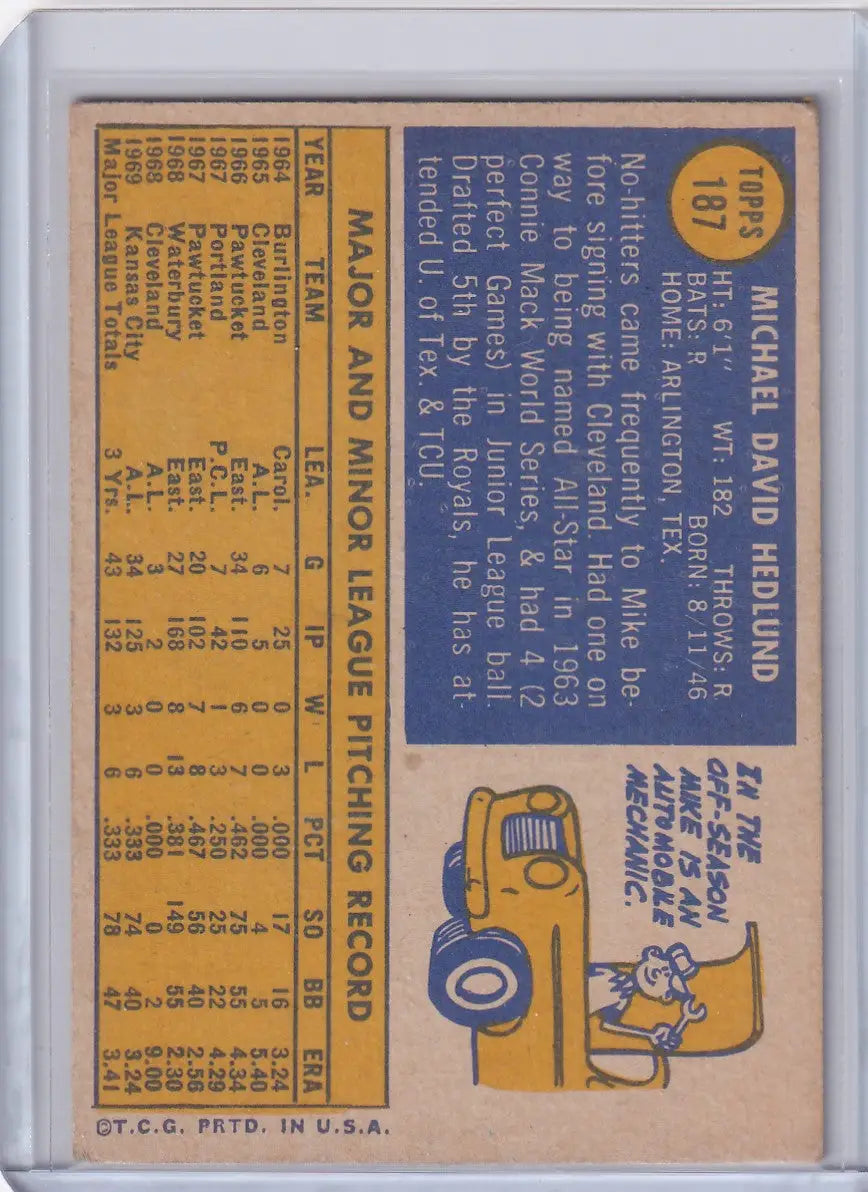 TOPPS
187
MICHAEL DAVID HEDLUND
HT: 6'1" WT: 182 THROWS: R
BATS: R BORN: 8/11/46
HOME: ARLINGTON, TEX.
No-hitters came frequently to Mike be-
fore signing with Cleveland. Had one on
way to being named All-Star in 1963
Connie Mack World Series, & had 4 (2
perfect Games) in Junior League ball.
Drafted 5th by the Royals, he has at-
tended U. of Tex. & TCU.
IN THE
OFF-SEASON
MIKE IS AN
AUTOMOBILE
MECHANIC.
MAJOR AND MINOR LEAGUE PITCHING RECORD
YEAR TEAM LEA. G IP W L PCT SO BB ERA
1964 Burlington Carol. 7 25 0 3 .000 17 16 3.24
1965 Cleveland A.L. 6 5 0 0 .000 4 5 5.40
1966 Pawtucket East. 34 110 6 7 .462 75 55 4.34
1967 Portland P.C.L. 7 42 1 3 .250 25 22 4.29
1967 Pawtucket East. 20 102 7 8 .467 56 40 2.56
1968 Waterbury East. 27 168 8 13 .381 149 55 2.30
1968 Cleveland A.L. 3 2 0 0 .000 0 2 9.00
1969 Kansas City A.L. 34 125 3 6 .333 74 40 3.24
Major League Totals 3 Yrs. 43 132 3 6 .333 78 47 3.41
©T.C.G. PRTD. IN U.S.A.